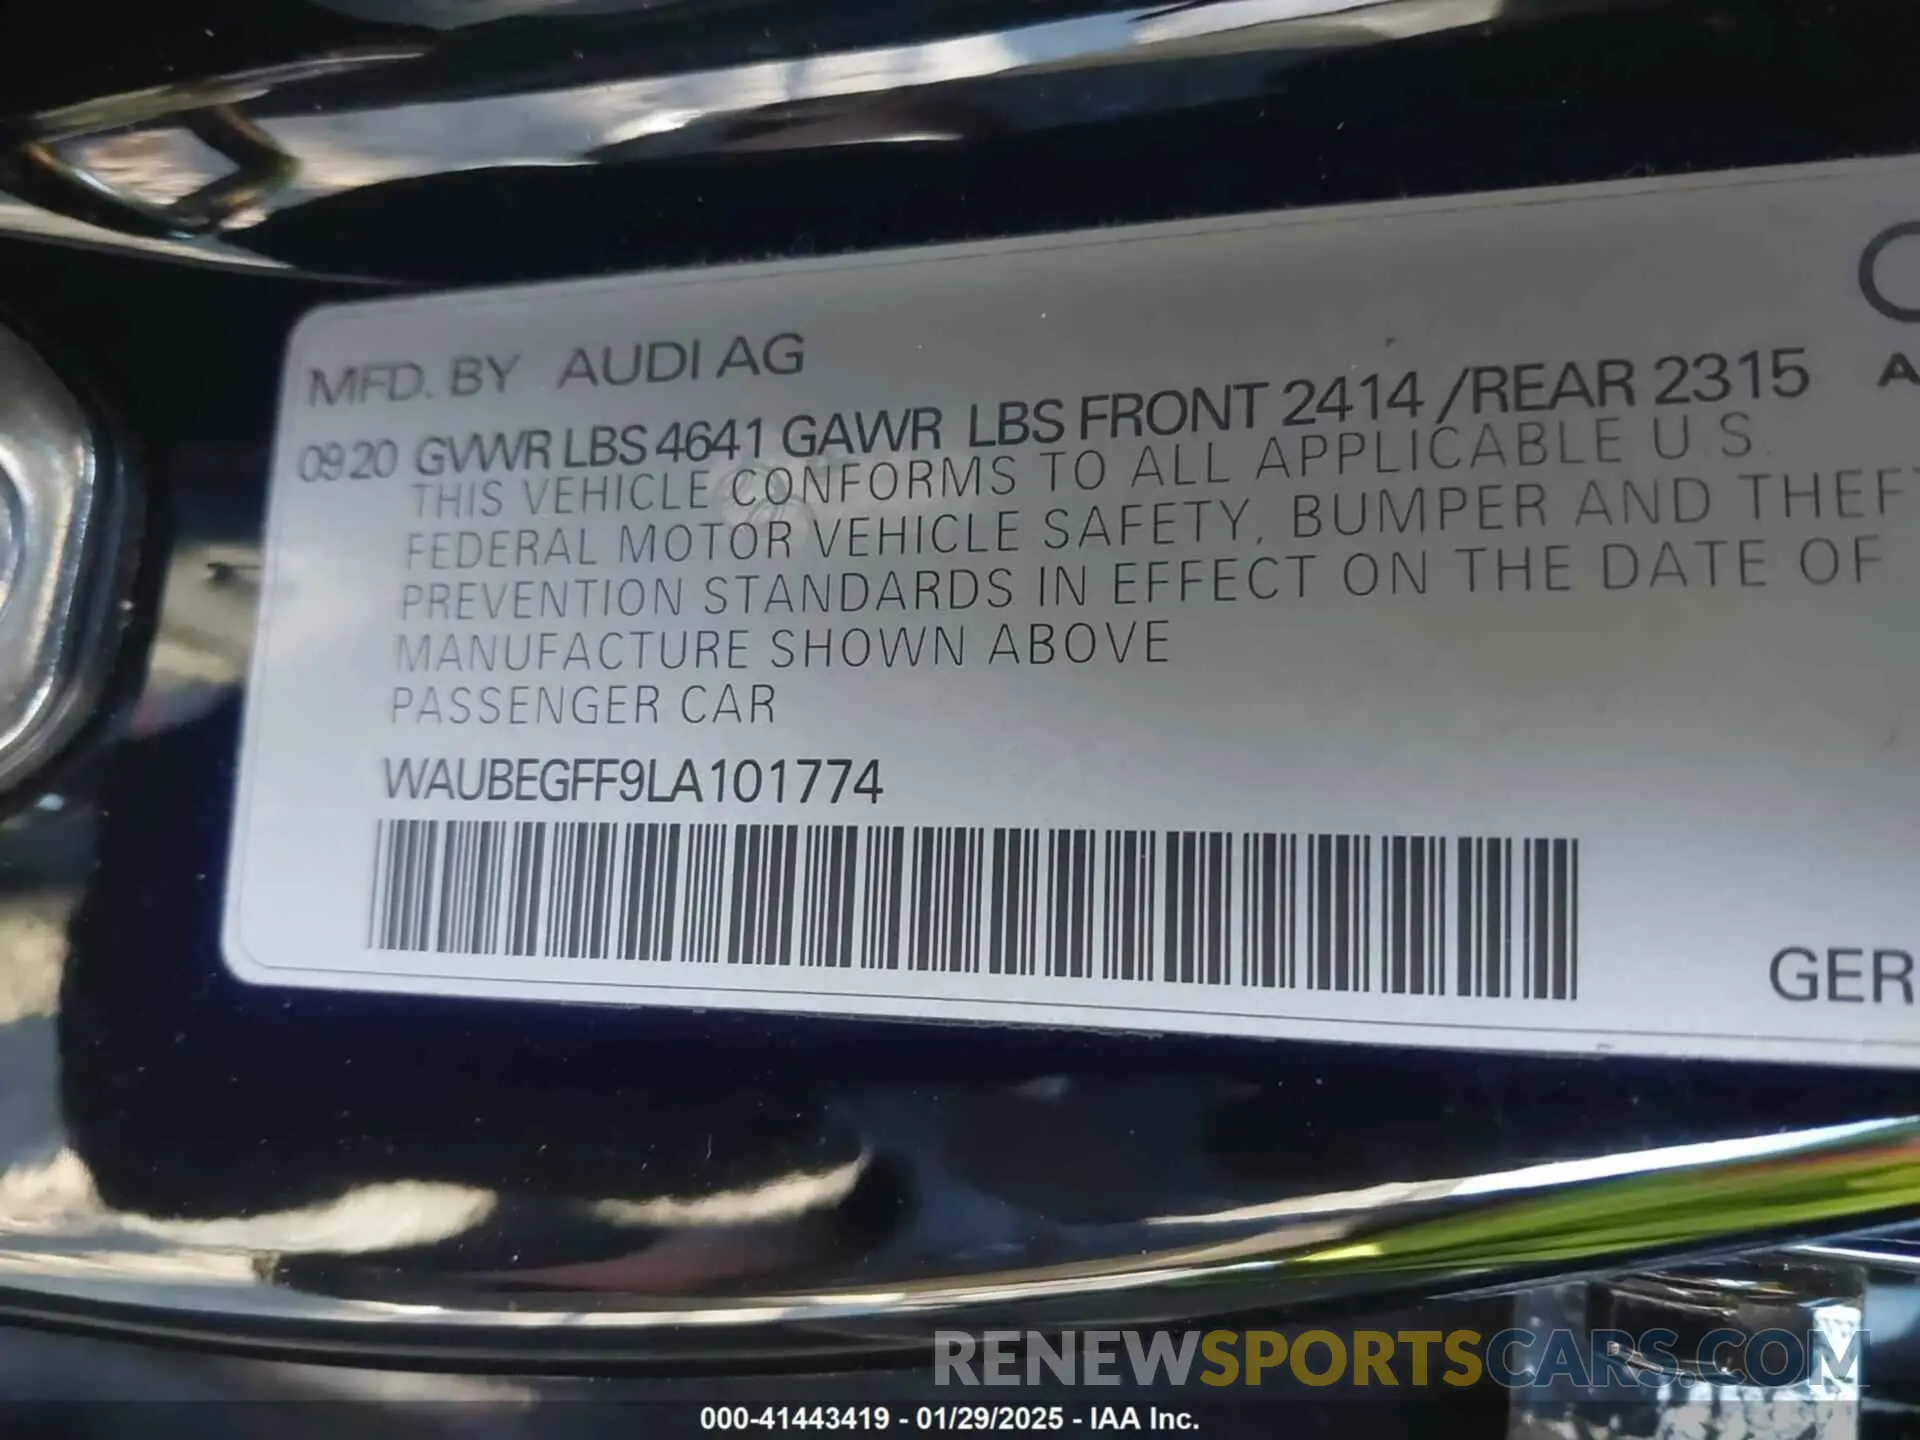 MFD. BY AUDI AG
09.20 GVWR LBS 4641 GAWR LBS FRONT 2414 /REAR 2315
THIS VEHICLE CONFORMS TO ALL APPLICABLE U.S.
FEDERAL MOTOR VEHICLE SAFETY, BUMPER AND THEFT
PREVENTION STANDARDS IN EFFECT ON THE DATE OF
MANUFACTURE SHOWN ABOVE
PASSENGER CAR
WAUBEGFF9LA101774
GER
RENEWSPORTSCARS.COM
000-41443419 - 01/29/2025 - IAA Inc.